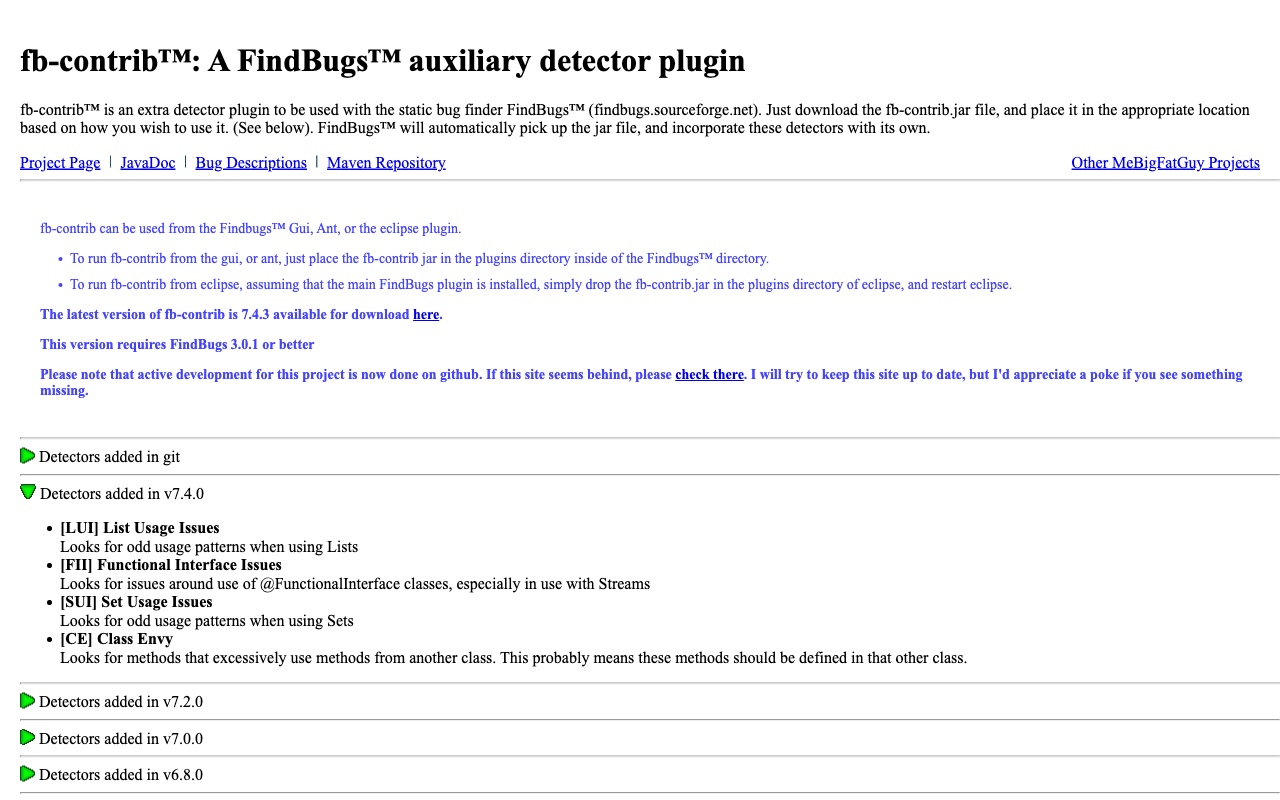 fb-contrib™: A FindBugs™ auxiliary detector plugin
fb-contrib™ is an extra detector plugin to be used with the static bug finder FindBugs™ (findbugs.sourceforge.net). Just download the fb-contrib.jar file, and place it in the appropriate location
based on how you wish to use it. (See below). FindBugs™ will automatically pick up the jar file, and incorporate these detectors with its own.
Project Page | JavaDoc | Bug Descriptions | Maven Repository Other MeBigFatGuy Projects
fb-contrib can be used from the Findbugs™ Gui, Ant, or the eclipse plugin.
• To run fb-contrib from the gui, or ant, just place the fb-contrib jar in the plugins directory inside of the Findbugs™ directory.
• To run fb-contrib from eclipse, assuming that the main FindBugs plugin is installed, simply drop the fb-contrib.jar in the plugins directory of eclipse, and restart eclipse.
The latest version of fb-contrib is 7.4.3 available for download here.
This version requires FindBugs 3.0.1 or better
Please note that active development for this project is now done on github. If this site seems behind, please check there. I will try to keep this site up to date, but I'd appreciate a poke if you see something
missing.
Detectors added in git
Detectors added in v7.4.0
• [LUI] List Usage Issues
Looks for odd usage patterns when using Lists
• [FII] Functional Interface Issues
Looks for issues around use of @FunctionalInterface classes, especially in use with Streams
• [SUI] Set Usage Issues
Looks for odd usage patterns when using Sets
• [CE] Class Envy
Looks for methods that excessively use methods from another class. This probably means these methods should be defined in that other class.
Detectors added in v7.2.0
Detectors added in v7.0.0
Detectors added in v6.8.0